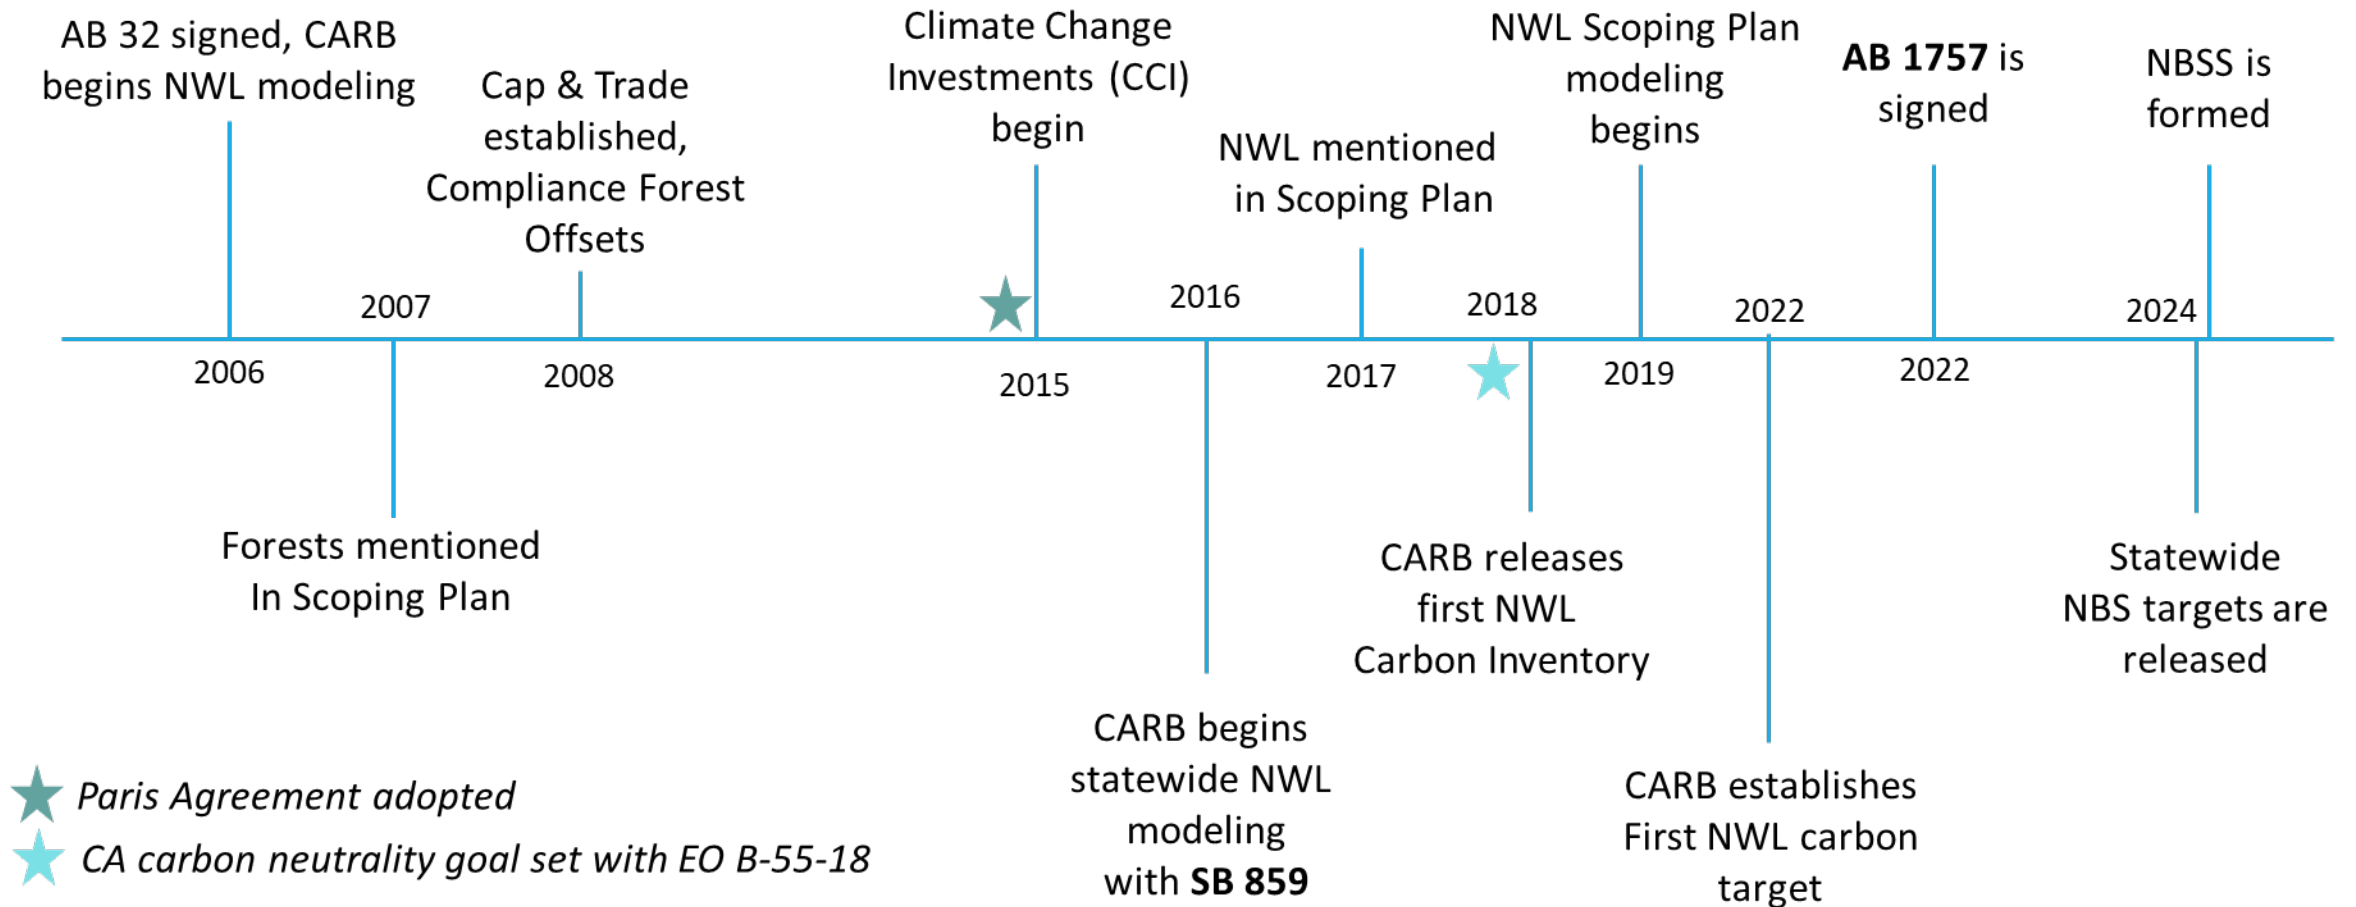 AB 32 signed, CARB
begins NWL modeling
2006
2007
Forests mentioned
In Scoping Plan
Cap & Trade
established,
Compliance Forest
Offsets
2008
Climate Change
Investments (CCI)
begin
2015
2016
CARB begins
statewide NWL
modeling
with SB 859
NWL mentioned
in Scoping Plan
2017
2018
CARB releases
first NWL
Carbon Inventory
NWL Scoping Plan
modeling
begins
2019
2022
CARB establishes
First NWL carbon
target
AB 1757 is
signed
2022
NBSS is
formed
2024
Statewide
NBS targets are
released
Paris Agreement adopted
CA carbon neutrality goal set with EO B-55-18